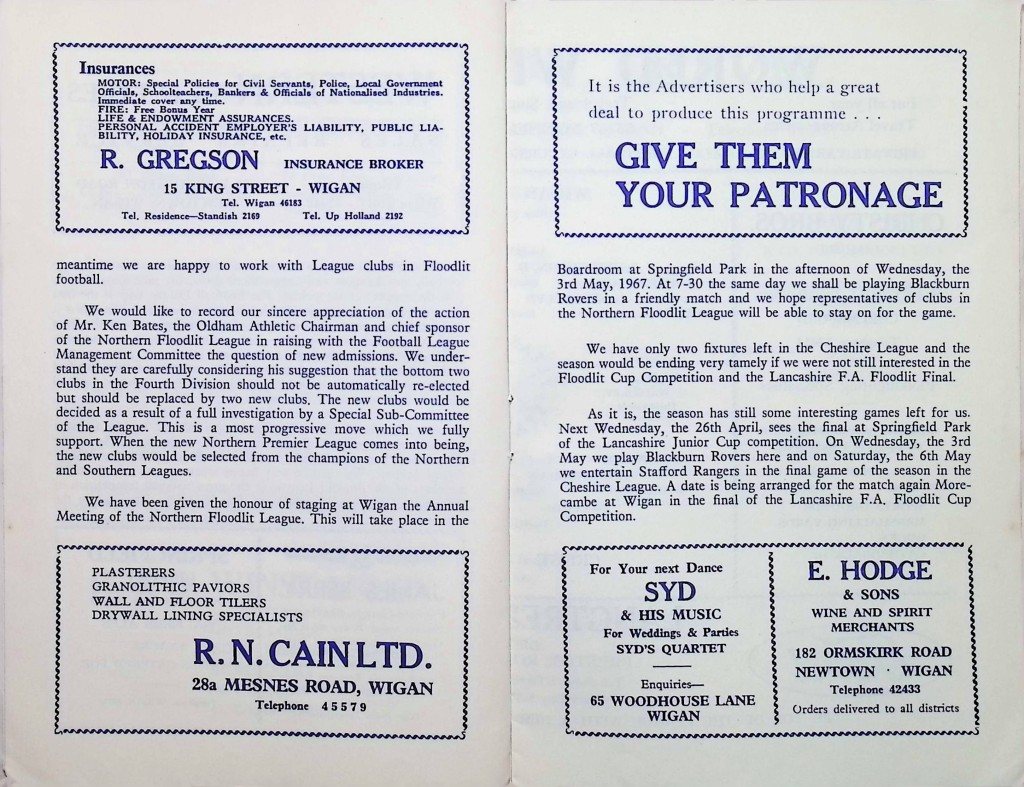 Insurances
MOTOR: Special Policies for Civil Servants, Police, Local Government
Officials, Schoolteachers, Bankers & Officials of Nationalised Industries.
Immediate cover any time.
FIRE: Free Bonus Year
LIFE & ENDOWMENT ASSURANCES.
PERSONAL ACCIDENT EMPLOYER'S LIABILITY, PUBLIC LIA-
BILITY, HOLIDAY INSURANCE, etc.
R. GREGSON INSURANCE BROKER
15 KING STREET - WIGAN
Tel. Wigan 46183
Tel. Residence—Standish 2169 Tel. Up Holland 2192
meantime we are happy to work with League clubs in Floodlit
football.
We would like to record our sincere appreciation of the action
of Mr. Ken Bates, the Oldham Athletic Chairman and chief sponsor
of the Northern Floodlit League in raising with the Football League
Management Committee the question of new admissions. We under-
stand they are carefully considering his suggestion that the bottom two
clubs in the Fourth Division should not be automatically re-elected
but should be replaced by two new clubs. The new clubs would be
decided as a result of a full investigation by a Special Sub-Committee
of the League. This is a most progressive move which we fully
support. When the new Northern Premier League comes into being,
the new clubs would be selected from the champions of the Northern
and Southern Leagues.
We have been given the honour of staging at Wigan the Annual
Meeting of the Northern Floodlit League. This will take place in the
PLASTERERS
GRANOLITHIC PAVIORS
WALL AND FLOOR TILERS
DRYWALL LINING SPECIALISTS
R. N. CAIN LTD.
28a MESNES ROAD, WIGAN
Telephone 45579
It is the Advertisers who help a great
deal to produce this programme . . .
GIVE THEM
YOUR PATRONAGE
Boardroom at Springfield Park in the afternoon of Wednesday, the
3rd May, 1967. At 7-30 the same day we shall be playing Blackburn
Rovers in a friendly match and we hope representatives of clubs in
the Northern Floodlit League will be able to stay on for the game.
We have only two fixtures left in the Cheshire League and the
season would be ending very tamely if we were not still interested in the
Floodlit Cup Competition and the Lancashire F.A. Floodlit Final.
As it is, the season has still some interesting games left for us.
Next Wednesday, the 26th April, sees the final at Springfield Park
of the Lancashire Junior Cup competition. On Wednesday, the 3rd
May we play Blackburn Rovers here and on Saturday, the 6th May
we entertain Stafford Rangers in the final game of the season in the
Cheshire League. A date is being arranged for the match again More-
cambe at Wigan in the final of the Lancashire F.A. Floodlit Cup
Competition.
For Your next Dance
SYD
& HIS MUSIC
For Weddings & Parties
SYD'S QUARTET
Enquiries—
65 WOODHOUSE LANE
WIGAN
E. HODGE
& SONS
WINE AND SPIRIT
MERCHANTS
182 ORMSKIRK ROAD
NEWTOWN · WIGAN
Telephone 42433
Orders delivered to all districts